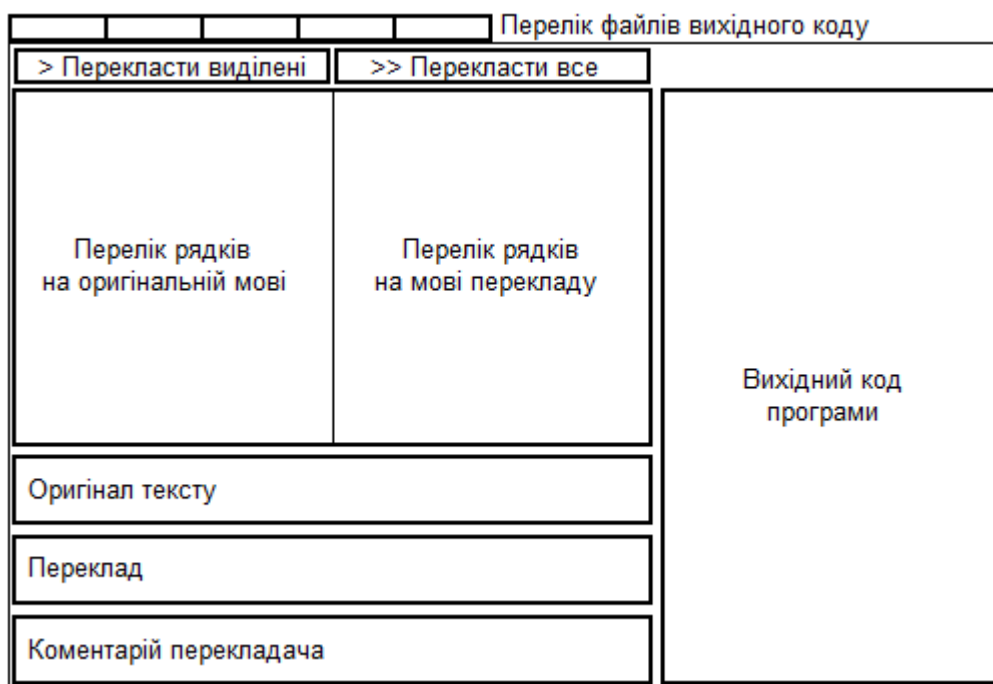 Перелік файлів вихідного коду
> Перекласти виділені
>> Перекласти все
Перелік рядків
на оригінальній мові
Перелік рядків
на мові перекладу
Вихідний код
програми
Оригінал тексту
Переклад
Коментарій перекладача